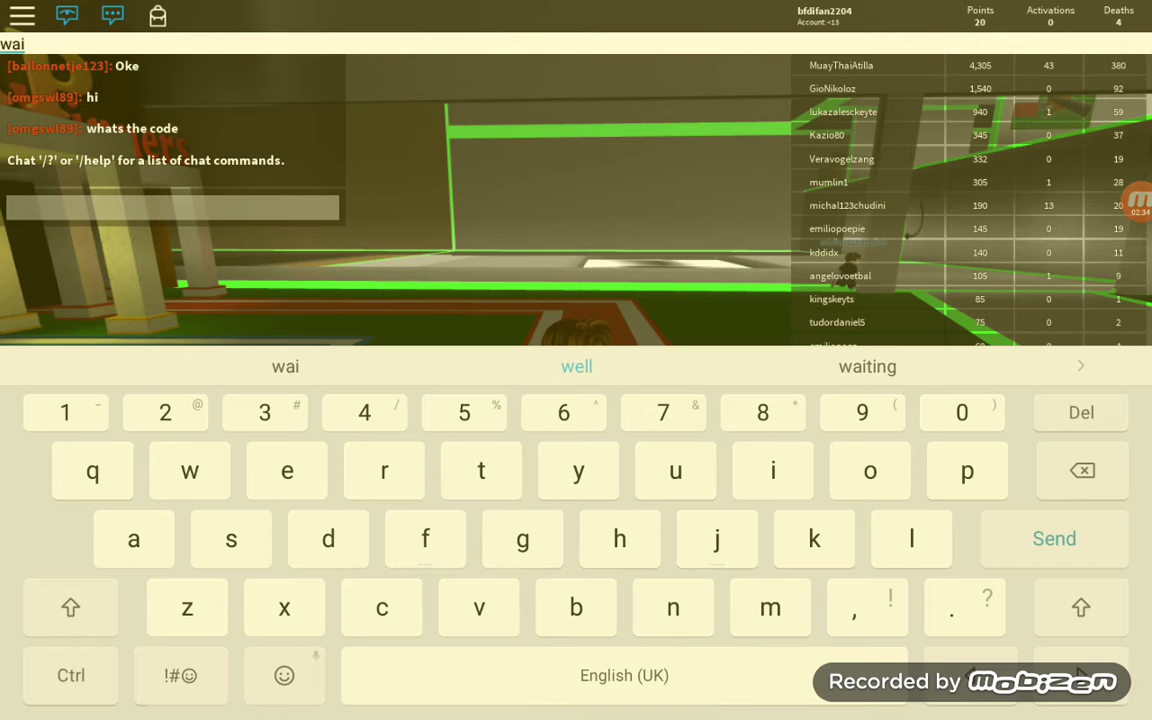 bfdifan2204
Account <13
Points
20
Activations
0
Deaths
4
wai
[ballonnetje123]: Oke
[omgswl89]: hi
[omgswl89]: whats the code
Chat '/?' or '/help' for a list of chat commands.
MuayThaiAtilla 4,305 43 380
GioNikoloz 1,540 0 92
lukazalesckeyte 940 1 59
Kazio80 345 0 37
Veravogelzang 332 0 19
mumlin1 305 1 28
michal123chudini 190 13 20
emiliopoepie 145 0 19
kddidx 140 0 11
angelovoetbal 105 1 9
kingskeyts 85 0 1
tudordaniel5 75 0 2
02:34
wai well waiting >
1 - 2 @ 3 # 4 / 5 % 6 ^ 7 & 8 * 9 ( 0 ) Del
q w e r t y u i o p
a s d f g h j k l Send
z x c v b n m , ! . ?
Ctrl !#☺ English (UK)
Recorded by mobizen